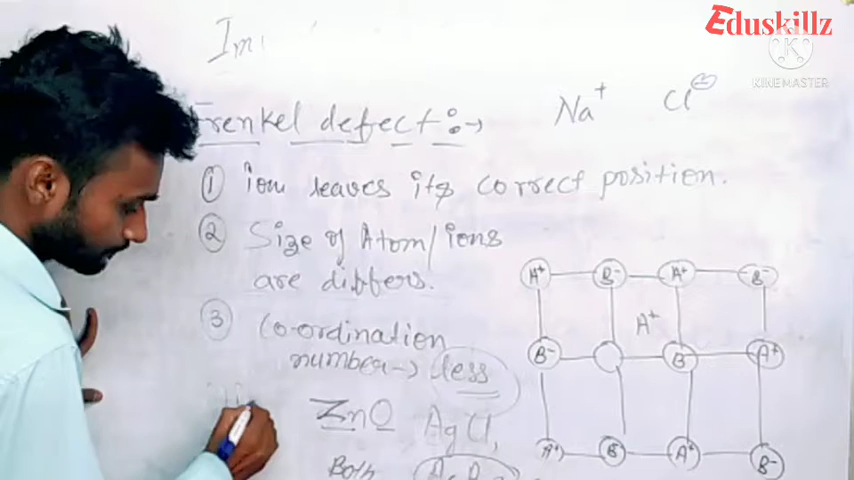 Eduskillz
KINEMASTER
Im
Frenkel defect :→ Na+ Cl⊖
① ion leaves its correct position.
② Size of Atom/ions
are differs.
③ Co-ordination
number → less
ZnO AgCl,
Both
A+ B- A+ B-
A+
B- B A+
A+ B A+ B-